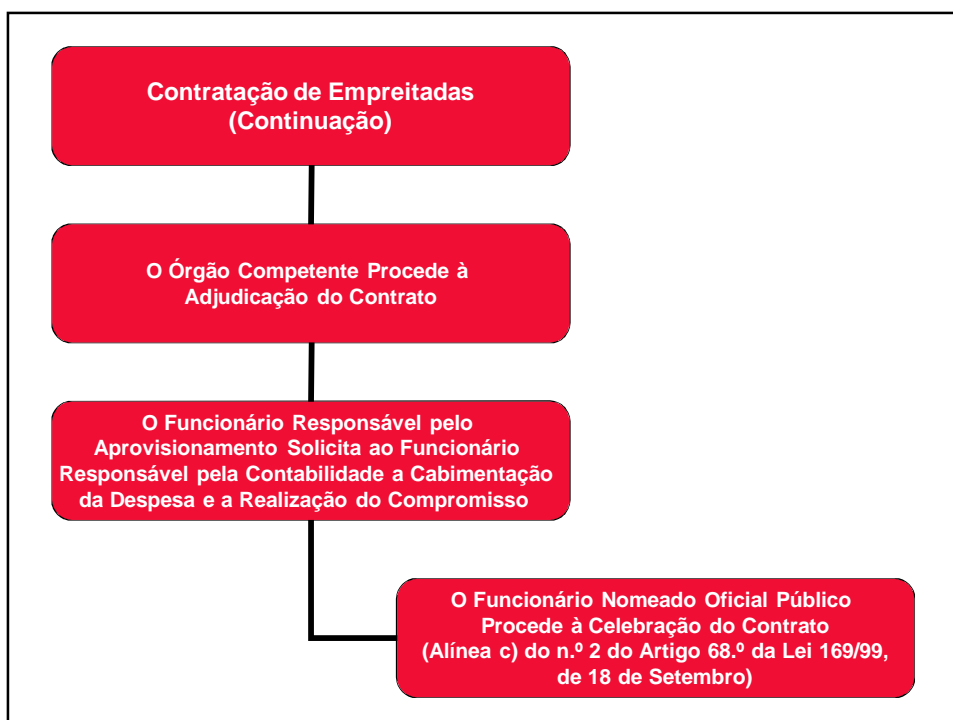 Contratação de Empreitadas
(Continuação)
O Órgão Competente Procede à
Adjudicação do Contrato
O Funcionário Responsável pelo
Aprovisionamento Solicita ao Funcionário
Responsável pela Contabilidade a Cabimentação
da Despesa e a Realização do Compromisso
O Funcionário Nomeado Oficial Público
Procede à Celebração do Contrato
(Alínea c) do n.º 2 do Artigo 68.º da Lei 169/99,
de 18 de Setembro)